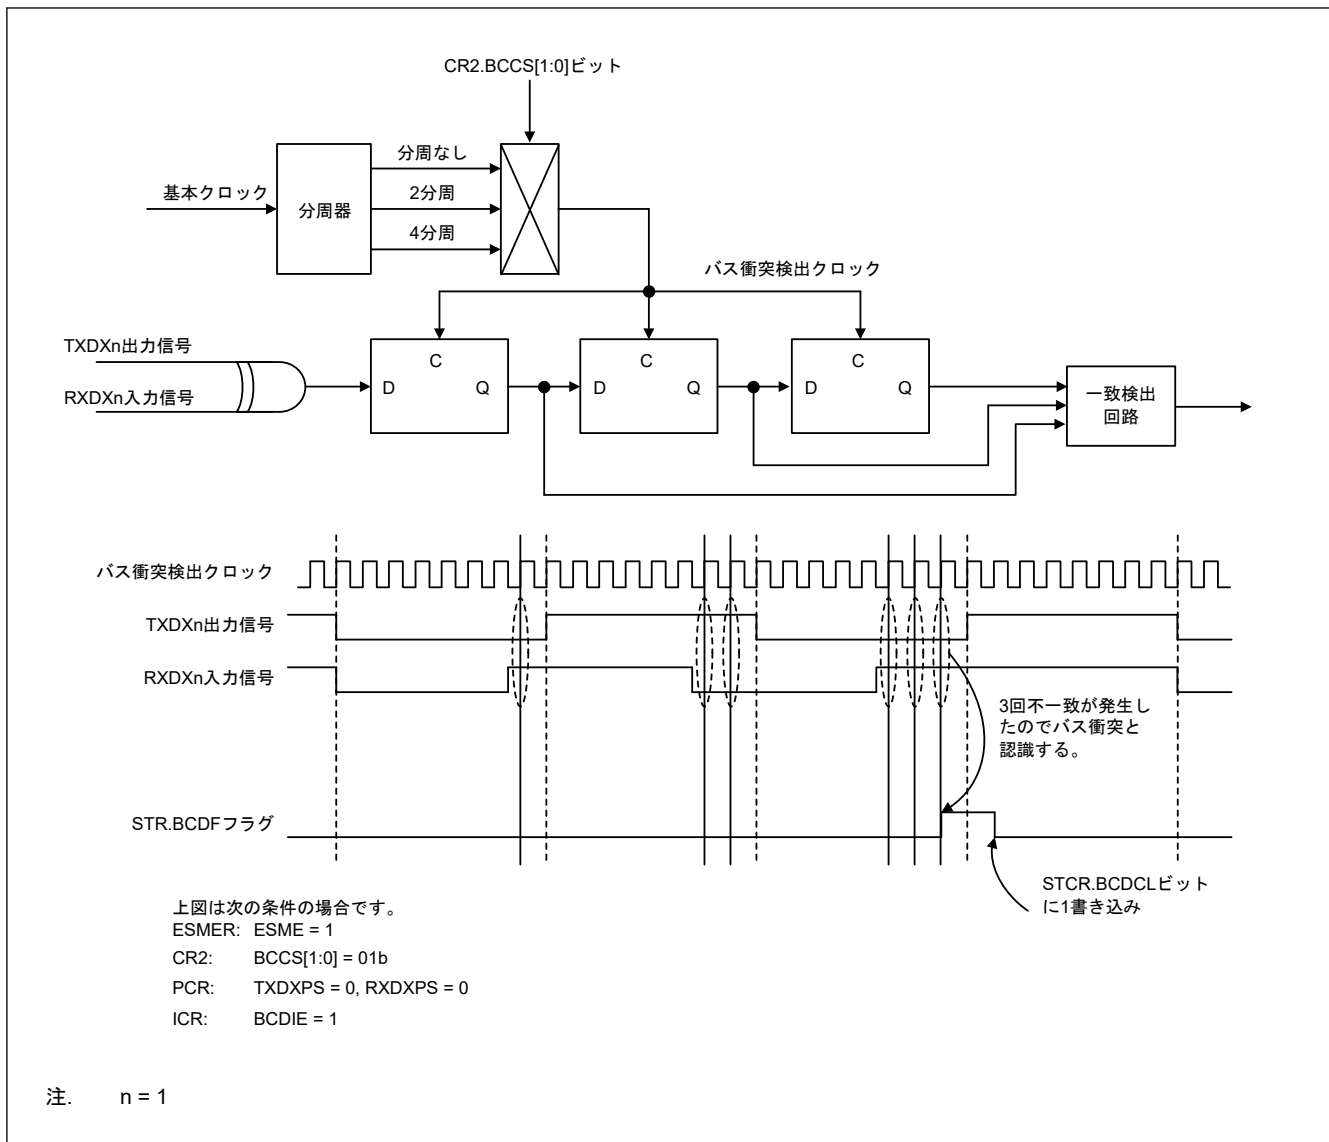 CR2.BCCS[1:0]ビット
分周なし
基本クロック
分周器
2分周
4分周
バス衝突検出クロック
TXDXn出力信号
RXDXn入力信号
C
D
Q
C
D
Q
C
D
Q
一致検出
回路
バス衝突検出クロック
TXDXn出力信号
RXDXn入力信号
3回不一致が発生し
たのでバス衝突と
認識する。
STR.BCDFフラグ
STCR.BCDCLビット
に1書き込み
上図は次の条件の場合です。
ESMER: ESME = 1
CR2: BCCS[1:0] = 01b
PCR: TXDXPS = 0, RXDXPS = 0
ICR: BCDIE = 1
注. n = 1